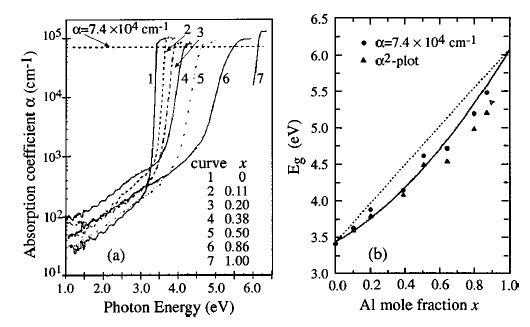 α=7.4 ×10⁴ cm⁻¹
2
3
1
4
5
6
7
10⁵
10⁴
10³
10²
10¹
Absorption coefficient α (cm⁻¹)
curve x
1 0
2 0.11
3 0.20
4 0.38
5 0.50
6 0.86
7 1.00
(a)
1.0 2.0 3.0 4.0 5.0 6.0
Photon Energy (eV)
6.5
6.0
5.5
5.0
4.5
4.0
3.5
3.0
E_g (eV)
α=7.4×10⁴ cm⁻¹
α²-plot
(b)
0.0 0.2 0.4 0.6 0.8 1.0
Al mole fraction x